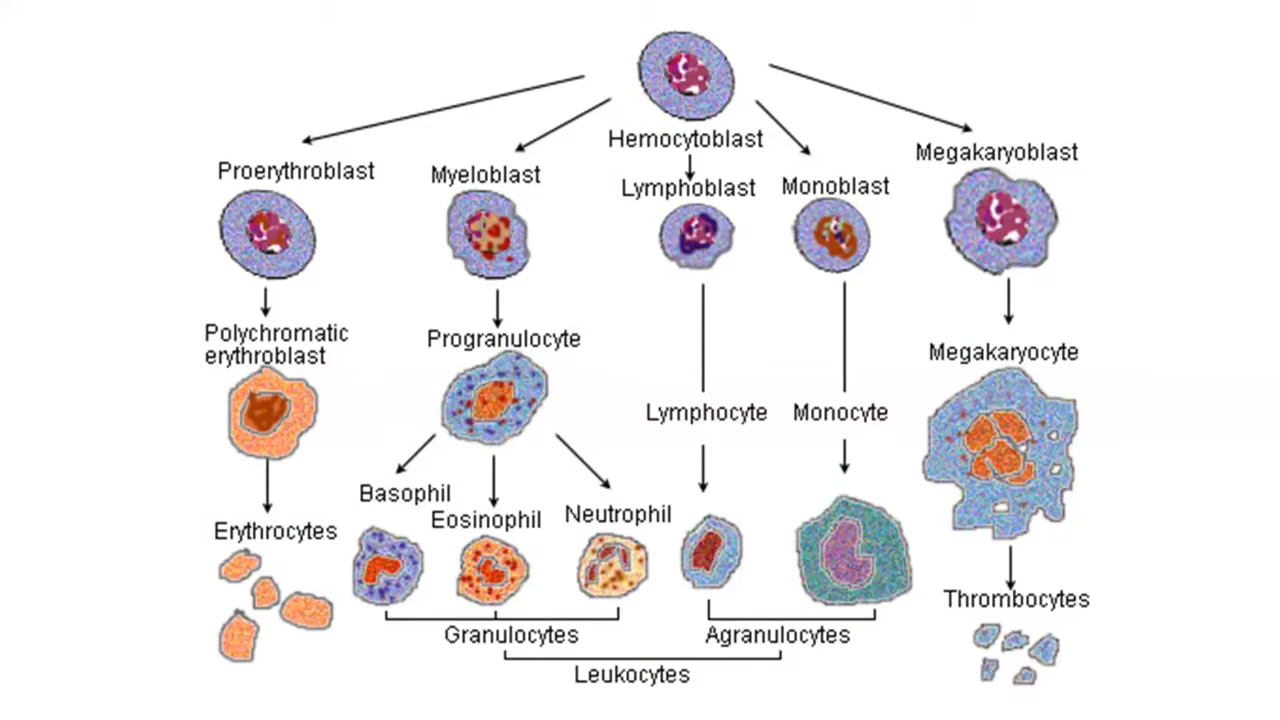 Hemocytoblast
Proerythroblast
Myeloblast
Lymphoblast
Monoblast
Megakaryoblast
Polychromatic
erythroblast
Progranulocyte
Megakaryocyte
Lymphocyte
Monocyte
Basophil
Eosinophil
Neutrophil
Erythrocytes
Thrombocytes
Granulocytes
Agranulocytes
Leukocytes